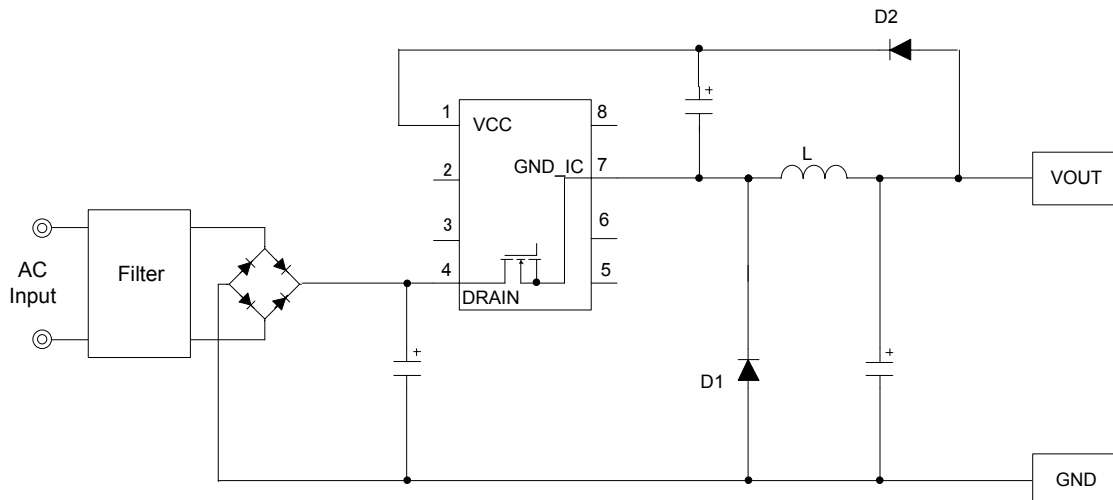 D2
+
1
VCC
8
GND_IC
7
L
VOUT
2
3
6
AC
Input
Filter
4
DRAIN
5
+
D1
+
GND